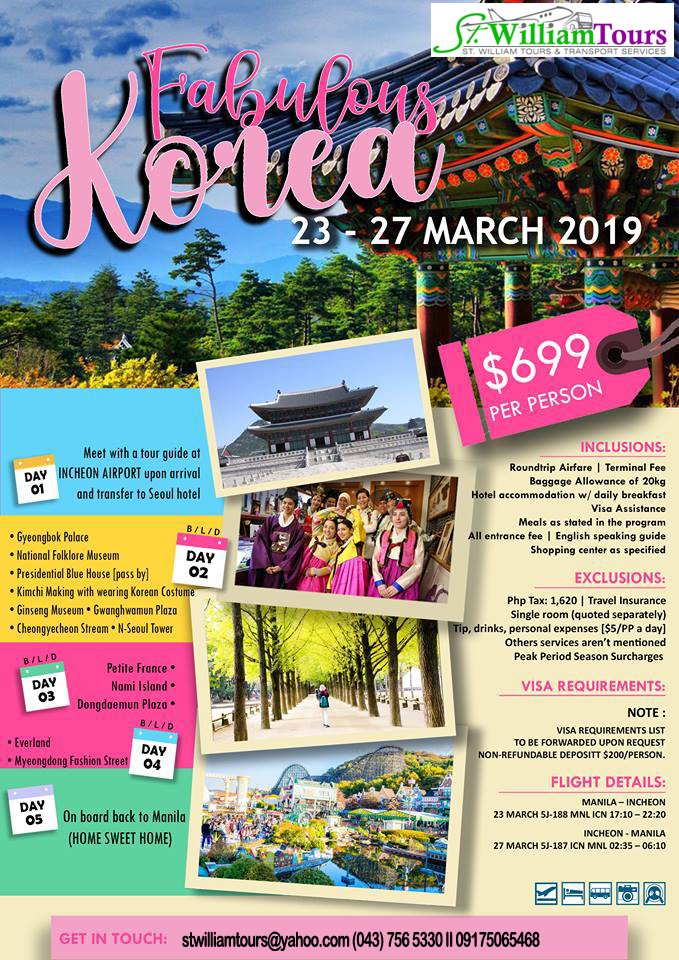 St. WilliamTours
ST. WILLIAM TOURS & TRANSPORT SERVICES
Fabulous
Korea
23 - 27 MARCH 2019
$699
PER PERSON
DAY
01
Meet with a tour guide at
INCHEON AIRPORT upon arrival
and transfer to Seoul hotel
B/L/D
DAY
02
• Gyeongbok Palace
• National Folklore Museum
• Presidential Blue House [pass by]
• Kimchi Making with wearing Korean Costume
• Ginseng Museum • Gwanghwamun Plaza
• Cheongyecheon Stream • N-Seoul Tower
B/L/D
DAY
03
Petite France •
Nami Island •
Dongdaemun Plaza •
B/L/D
DAY
04
• Everland
• Myeongdong Fashion Street
DAY
05
On board back to Manila
(HOME SWEET HOME)
INCLUSIONS:
Roundtrip Airfare | Terminal Fee
Baggage Allowance of 20kg
Hotel accommodation w/ daily breakfast
Visa Assistance
Meals as stated in the program
All entrance fee | English speaking guide
Shopping center as specified
EXCLUSIONS:
Php Tax: 1,620 | Travel Insurance
Single room (quoted separately)
Tip, drinks, personal expenses [$5/PP a day]
Others services aren't mentioned
Peak Period Season Surcharges
VISA REQUIREMENTS:
NOTE :
VISA REQUIREMENTS LIST
TO BE FORWARDED UPON REQUEST
NON-REFUNDABLE DEPOSITT $200/PERSON.
FLIGHT DETAILS:
MANILA – INCHEON
23 MARCH 5J-188 MNL ICN 17:10 – 22:20
INCHEON - MANILA
27 MARCH 5J-187 ICN MNL 02:35 – 06:10
GET IN TOUCH: stwilliamtours@yahoo.com (043) 756 5330 II 09175065468